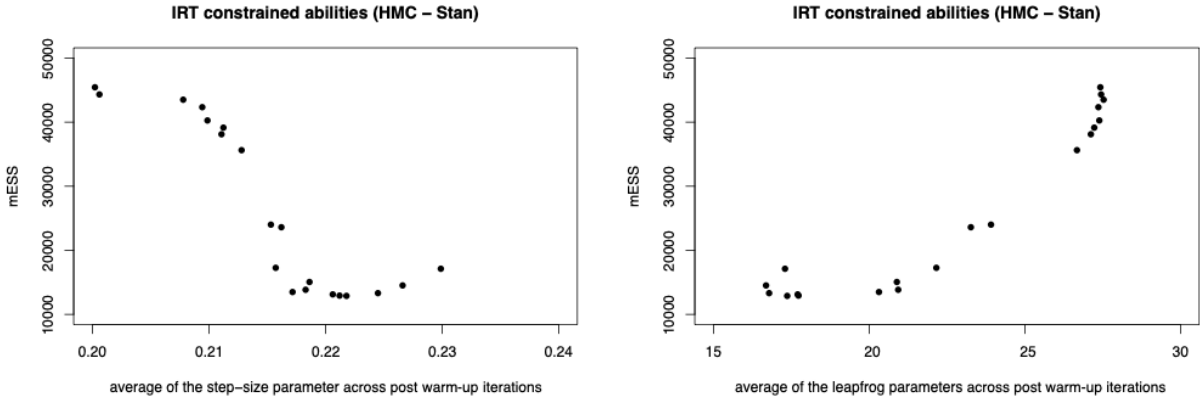 IRT constrained abilities (HMC – Stan)
mESS
50000
40000
30000
20000
10000
0.20 0.21 0.22 0.23 0.24
average of the step−size parameter across post warm−up iterations
IRT constrained abilities (HMC – Stan)
mESS
50000
40000
30000
20000
10000
15 20 25 30
average of the leapfrog parameters across post warm−up iterations